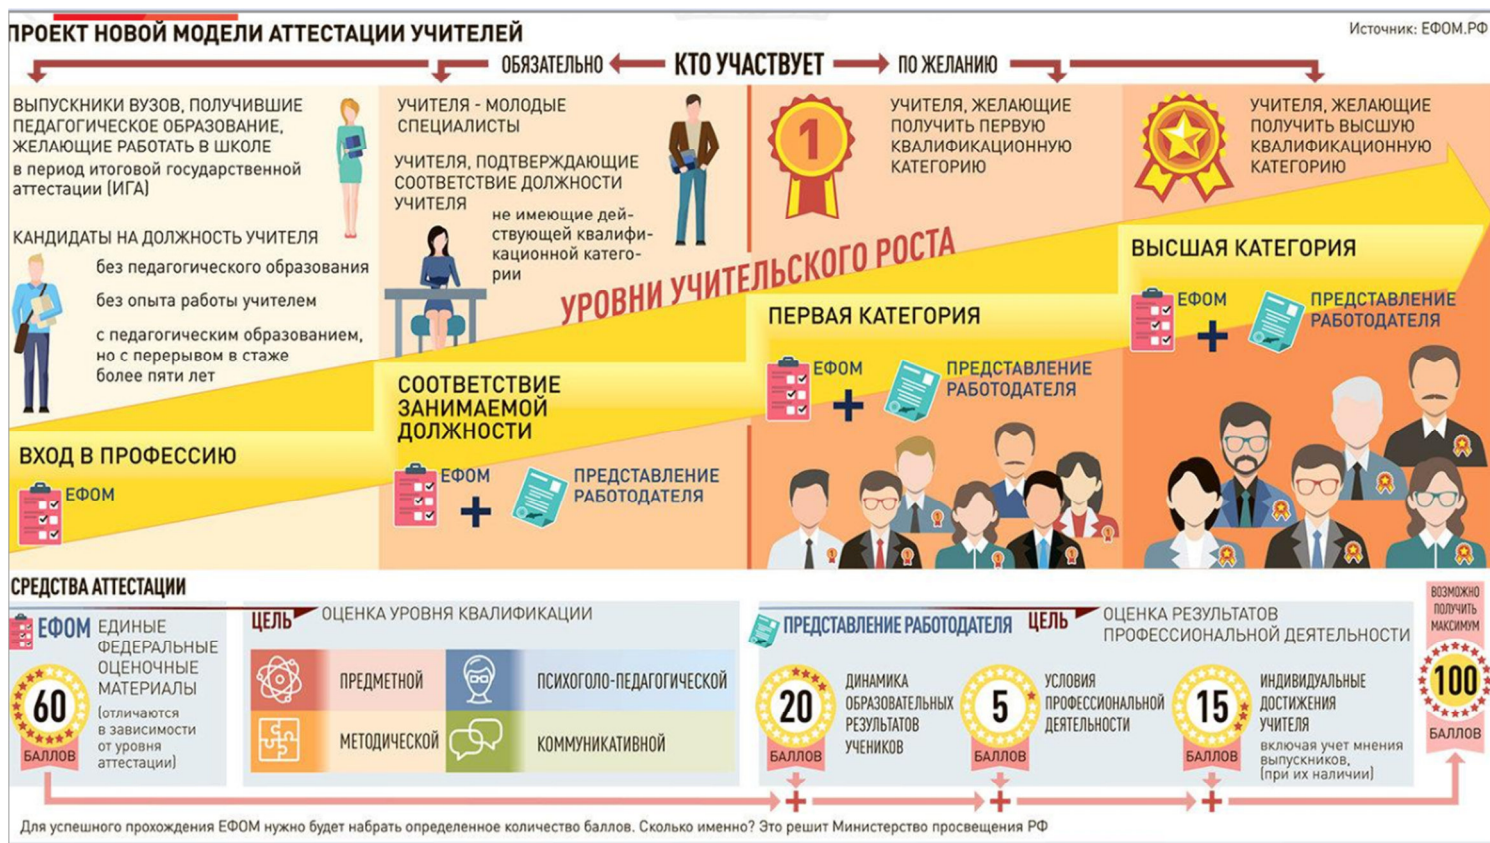 ПРОЕКТ НОВОЙ МОДЕЛИ АТТЕСТАЦИИ УЧИТЕЛЕЙ
Источник: ЕФОМ.РФ
ОБЯЗАТЕЛЬНО
КТО УЧАСТВУЕТ
ПО ЖЕЛАНИЮ
ВЫПУСКНИКИ ВУЗОВ, ПОЛУЧИВШИЕ
ПЕДАГОГИЧЕСКОЕ ОБРАЗОВАНИЕ,
ЖЕЛАЮЩИЕ РАБОТАТЬ В ШКОЛЕ
в период итоговой государственной
аттестации (ИГА)
КАНДИДАТЫ НА ДОЛЖНОСТЬ УЧИТЕЛЯ
без педагогического образования
без опыта работы учителем
с педагогическим образованием,
но с перерывом в стаже
более пяти лет
УЧИТЕЛЯ - МОЛОДЫЕ
СПЕЦИАЛИСТЫ
УЧИТЕЛЯ, ПОДТВЕРЖДАЮЩИЕ
СООТВЕТСТВИЕ ДОЛЖНОСТИ
УЧИТЕЛЯ
не имеющие дей-
ствующей квалифи-
кационной катего-
рии
1
УЧИТЕЛЯ, ЖЕЛАЮЩИЕ
ПОЛУЧИТЬ ПЕРВУЮ
КВАЛИФИКАЦИОННУЮ
КАТЕГОРИЮ
УЧИТЕЛЯ, ЖЕЛАЮЩИЕ
ПОЛУЧИТЬ ВЫСШУЮ
КВАЛИФИКАЦИОННУЮ
КАТЕГОРИЮ
УРОВНИ УЧИТЕЛЬСКОГО РОСТА
ВХОД В ПРОФЕССИЮ
ЕФОМ
СООТВЕТСТВИЕ
ЗАНИМАЕМОЙ
ДОЛЖНОСТИ
ЕФОМ
+
ПРЕДСТАВЛЕНИЕ
РАБОТОДАТЕЛЯ
ПЕРВАЯ КАТЕГОРИЯ
ЕФОМ
+
ПРЕДСТАВЛЕНИЕ
РАБОТОДАТЕЛЯ
ВЫСШАЯ КАТЕГОРИЯ
ЕФОМ
+
ПРЕДСТАВЛЕНИЕ
РАБОТОДАТЕЛЯ
СРЕДСТВА АТТЕСТАЦИИ
ЕФОМ
ЕДИНЫЕ
ФЕДЕРАЛЬНЫЕ
ОЦЕНОЧНЫЕ
МАТЕРИАЛЫ
(отличаются
в зависимости
от уровня
аттестации)
60
БАЛЛОВ
ЦЕЛЬ
ОЦЕНКА УРОВНЯ КВАЛИФИКАЦИИ
ПРЕДМЕТНОЙ
ПСИХОГОЛО-ПЕДАГОГИЧЕСКОЙ
МЕТОДИЧЕСКОЙ
КОММУНИКАТИВНОЙ
ПРЕДСТАВЛЕНИЕ РАБОТОДАТЕЛЯ
ЦЕЛЬ
ОЦЕНКА РЕЗУЛЬТАТОВ
ПРОФЕССИОНАЛЬНОЙ ДЕЯТЕЛЬНОСТИ
20
БАЛЛОВ
ДИНАМИКА
ОБРАЗОВАТЕЛЬНЫХ
РЕЗУЛЬТАТОВ
УЧЕНИКОВ
5
БАЛЛОВ
УСЛОВИЯ
ПРОФЕССИОНАЛЬНОЙ
ДЕЯТЕЛЬНОСТИ
15
БАЛЛОВ
ИНДИВИДУАЛЬНЫЕ
ДОСТИЖЕНИЯ
УЧИТЕЛЯ
включая учет мнения
выпускников,
(при их наличии)
ВОЗМОЖНО
ПОЛУЧИТЬ
МАКСИМУМ
100
БАЛЛОВ
+
+
+
Для успешного прохождения ЕФОМ нужно будет набрать определенное количество баллов. Сколько именно? Это решит Министерство просвещения РФ